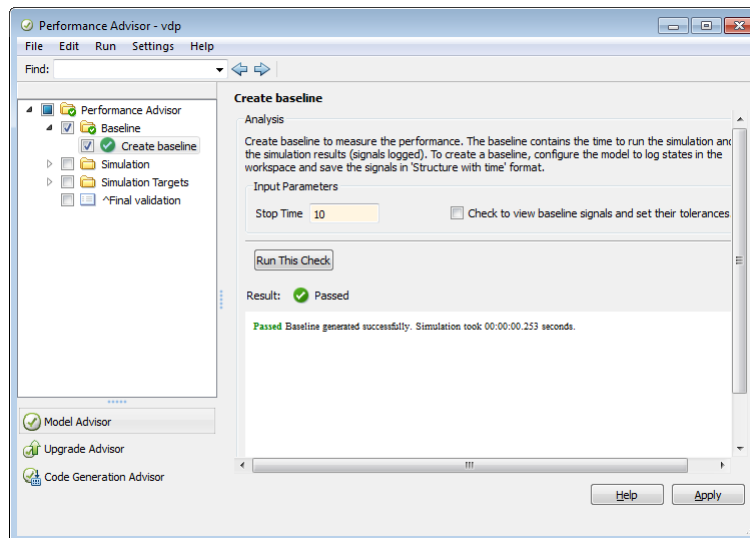 Performance Advisor - vdp
File Edit Run Settings Help
Find:
Performance Advisor
Baseline
Create baseline
Simulation
Simulation Targets
^Final validation
Model Advisor
Upgrade Advisor
Code Generation Advisor
Create baseline
Analysis
Create baseline to measure the performance. The baseline contains the time to run the simulation and
the simulation results (signals logged). To create a baseline, configure the model to log states in the
workspace and save the signals in 'Structure with time' format.
Input Parameters
Stop Time 10 Check to view baseline signals and set their tolerances
Run This Check
Result: Passed
Passed Baseline generated successfully. Simulation took 00:00:00.253 seconds.
Help Apply